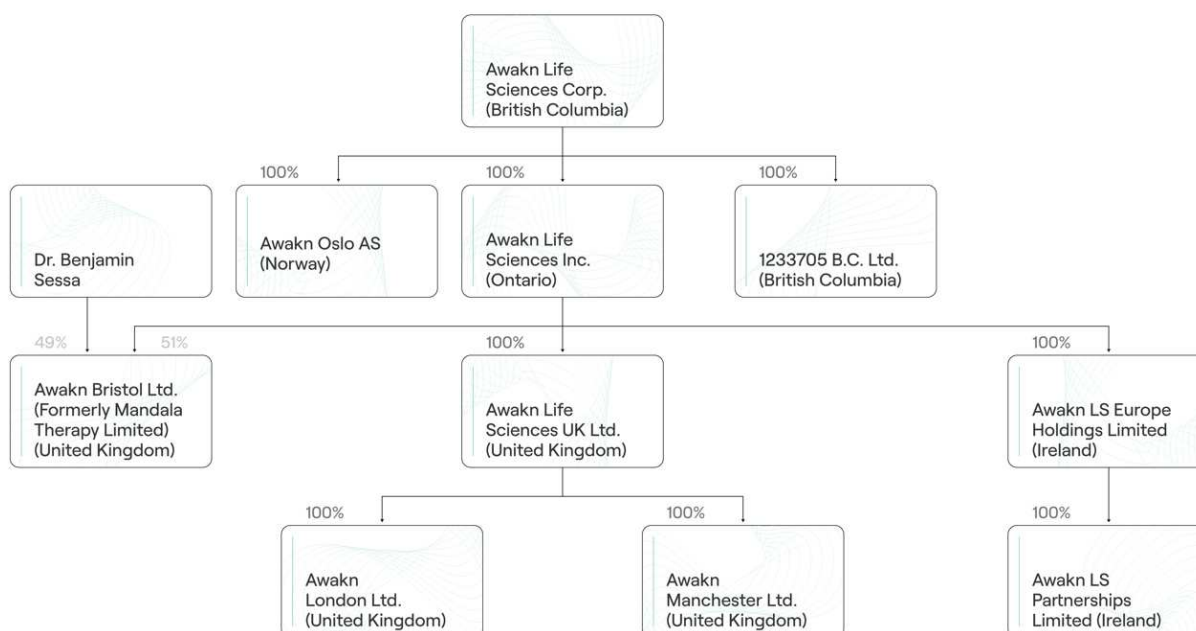 Awakn Life
Sciences Corp.
(British Columbia)
100%
100%
100%
Dr. Benjamin
Sessa
Awakn Oslo AS
(Norway)
Awakn Life
Sciences Inc.
(Ontario)
1233705 B.C. Ltd.
(British Columbia)
49%
51%
100%
100%
Awakn Bristol Ltd.
(Formerly Mandala
Therapy Limited)
(United Kingdom)
Awakn Life
Sciences UK Ltd.
(United Kingdom)
Awakn LS Europe
Holdings Limited
(Ireland)
100%
100%
100%
Awakn
London Ltd.
(United Kingdom)
Awakn
Manchester Ltd.
(United Kingdom)
Awakn LS
Partnerships
Limited (Ireland)